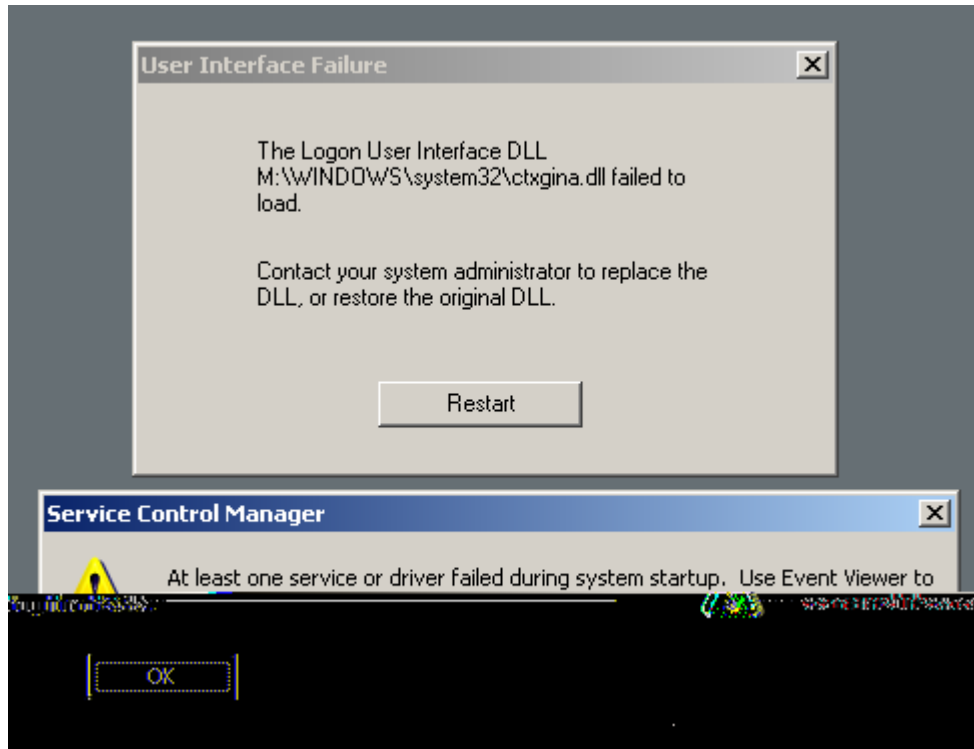 User Interface Failure
The Logon User Interface DLL
M:\WINDOWS\system32\ctxgina.dll failed to
load.
Contact your system administrator to replace the
DLL, or restore the original DLL.
Restart
Service Control Manager
At least one service or driver failed during system startup. Use Event Viewer to
OK